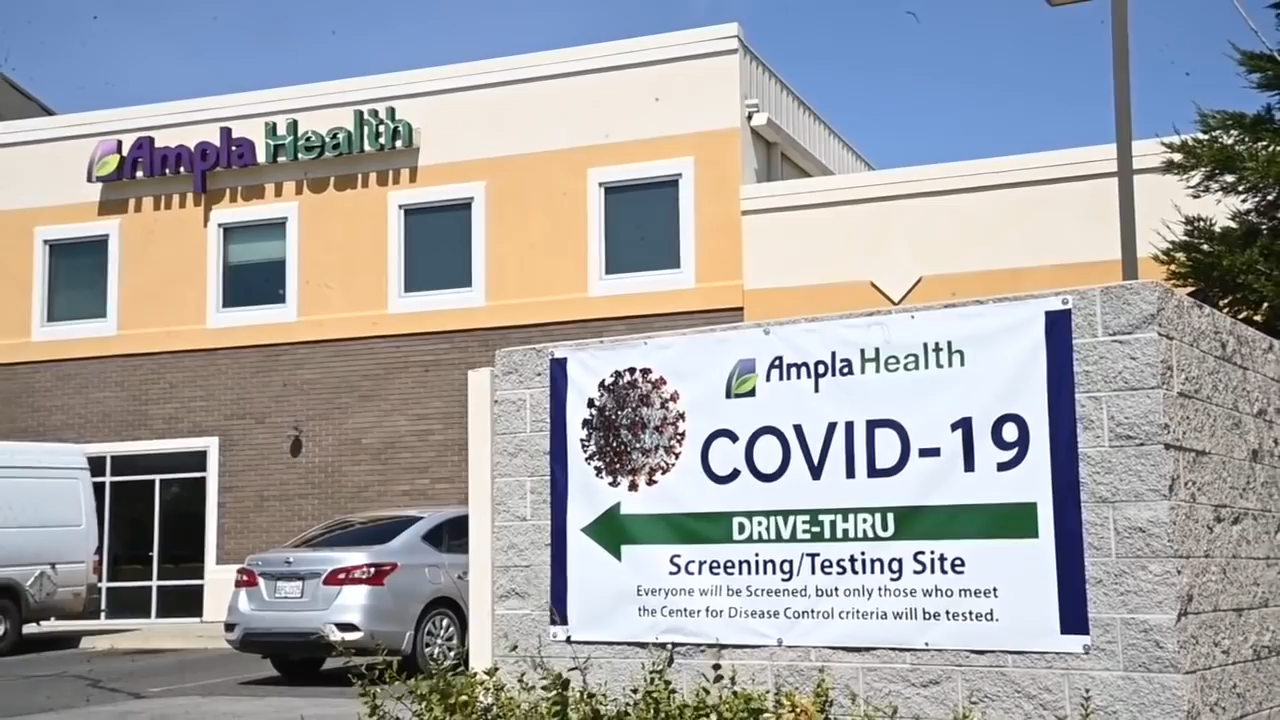 Ampla Health
Ampla Health
COVID-19
DRIVE-THRU
Screening/Testing Site
Everyone will be Screened, but only those who meet
the Center for Disease Control criteria will be tested.